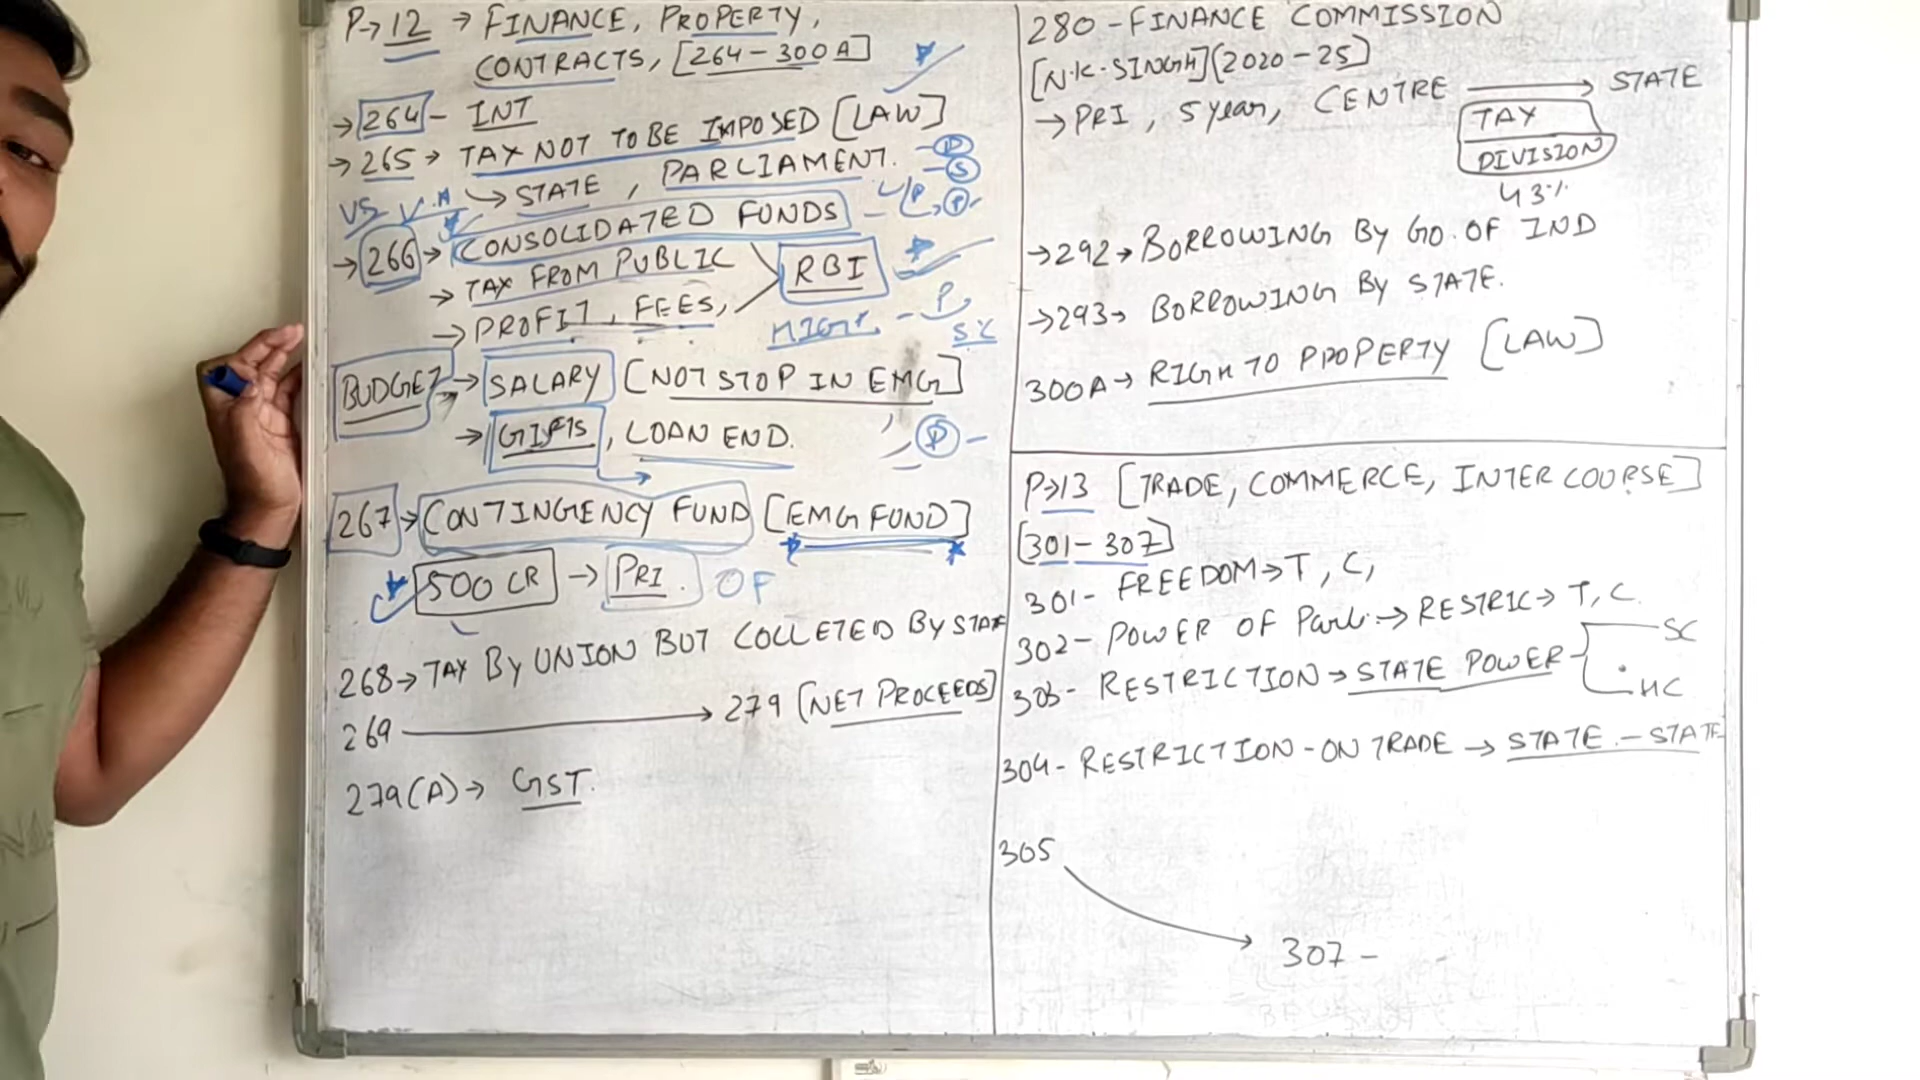 P→12 → FINANCE, PROPERTY,
CONTRACTS, [264-300A]
→ 264 - INT
→ 265 → TAX NOT TO BE IMPOSED [LAW]
→ STATE, PARLIAMENT.
VS V.A
→ 266 → CONSOLIDATED FUNDS
→ TAX FROM PUBLIC
→ PROFIT, FEES,
RBI
BUDGET → SALARY [NOT STOP IN EMG]
→ GIFTS, LOAN END.
267 → CONTINGENCY FUND [EMG FOND]
500 CR → PRI. OF
268 → TAX BY UNION BUT COLLETED BY STAT
269 → 279 [NET PROCEEDS]
279(A) → GST.
280 - FINANCE COMMISSION
[N.K. SINGH] (2020-25]
→ PRI, 5 year, CENTRE → STATE
TAX
DIVISION
43%
→ 292 → BORROWING BY GO. OF IND
→ 293 → BORROWING BY STATE.
300A → RIGH TO PROPERTY [LAW]
P→13 [TRADE, COMMERCE, INTER COURSE]
[301-307]
301- FREEDOM → T, C,
302- POWER OF Parl. → RESTRIC → T, C.
303- RESTRICTION → STATE POWER
SC
HC
304- RESTRICTION - ON TRADE → STATE - STATE
305
307 -